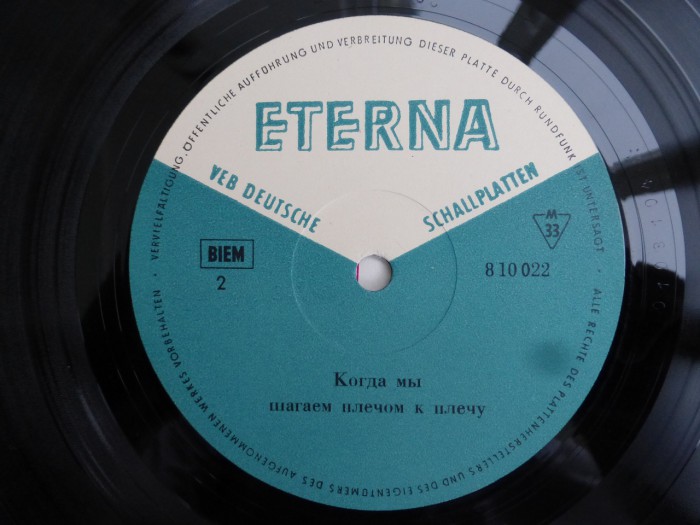 VERVIELFÄLTIGUNG, ÖFFENTLICHE AUFFÜHRUNG UND VERBREITUNG DIESER PLATTE DURCH RUNDFUNK IST UNTERSAGT • ALLE RECHTE DES PLATTENHERSTELLERS UND DES EIGENTÜMERS DES AUFGENOMMENEN WERKES VORBEHALTEN •
ETERNA
VEB DEUTSCHE SCHALLPLATTEN
BIEM
M
33
2
8 10 022
Когда мы
шагаем плечом к плечу